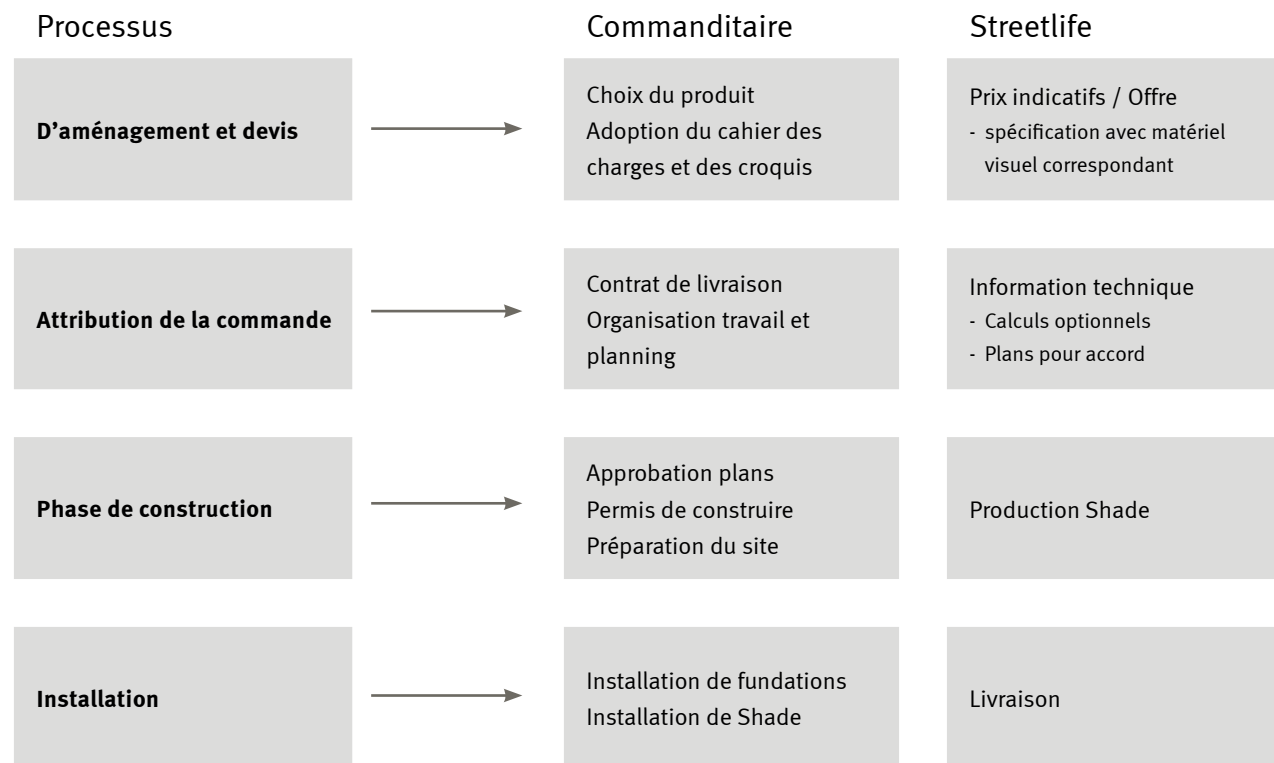 Processus
Commanditaire
Streetlife
D'aménagement et devis
Choix du produit
Adoption du cahier des
charges et des croquis
Prix indicatifs / Offre
- spécification avec matériel
visuel correspondant
Attribution de la commande
Contrat de livraison
Organisation travail et
planning
Information technique
- Calculs optionnels
- Plans pour accord
Phase de construction
Approbation plans
Permis de construire
Préparation du site
Production Shade
Installation
Installation de fundations
Installation de Shade
Livraison